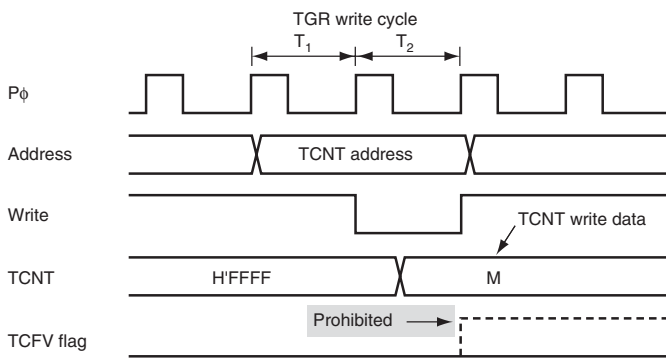 TGR write cycle
T1 T2
Pϕ
Address
TCNT address
Write
TCNT write data
TCNT
H'FFFF
M
Prohibited
TCFV flag